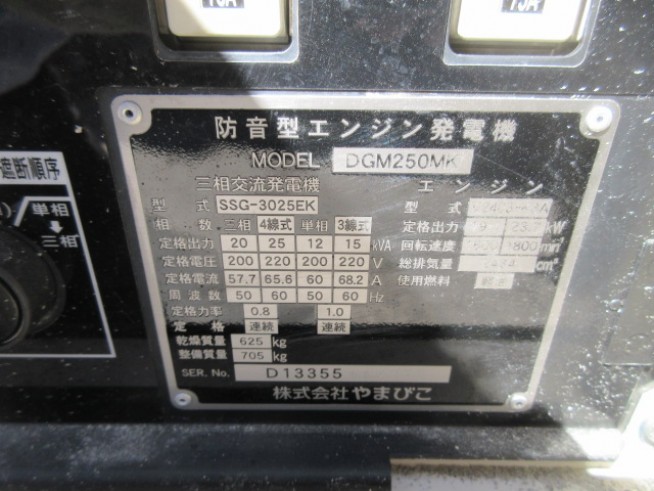 15A
遮断順序
単相
三相
防音型エンジン発電機
MODEL DGM250MK
三相交流発電機 エンジン
型式 SSG-3025EK 型式
相数 三相 4線式 単相 3線式 定格出力 kW
定格出力 20 25 12 15 kVA 回転速度 1800 min
定格電圧 200 220 200 220 V 総排気量 cm³
定格電流 57.7 65.6 60 68.2 A 使用燃料
周波数 50 60 50 60 Hz
定格力率 0.8 1.0
定格 連続 連続
乾燥質量 625 kg
整備質量 705 kg
SER. No. D13355
株式会社やまびこ